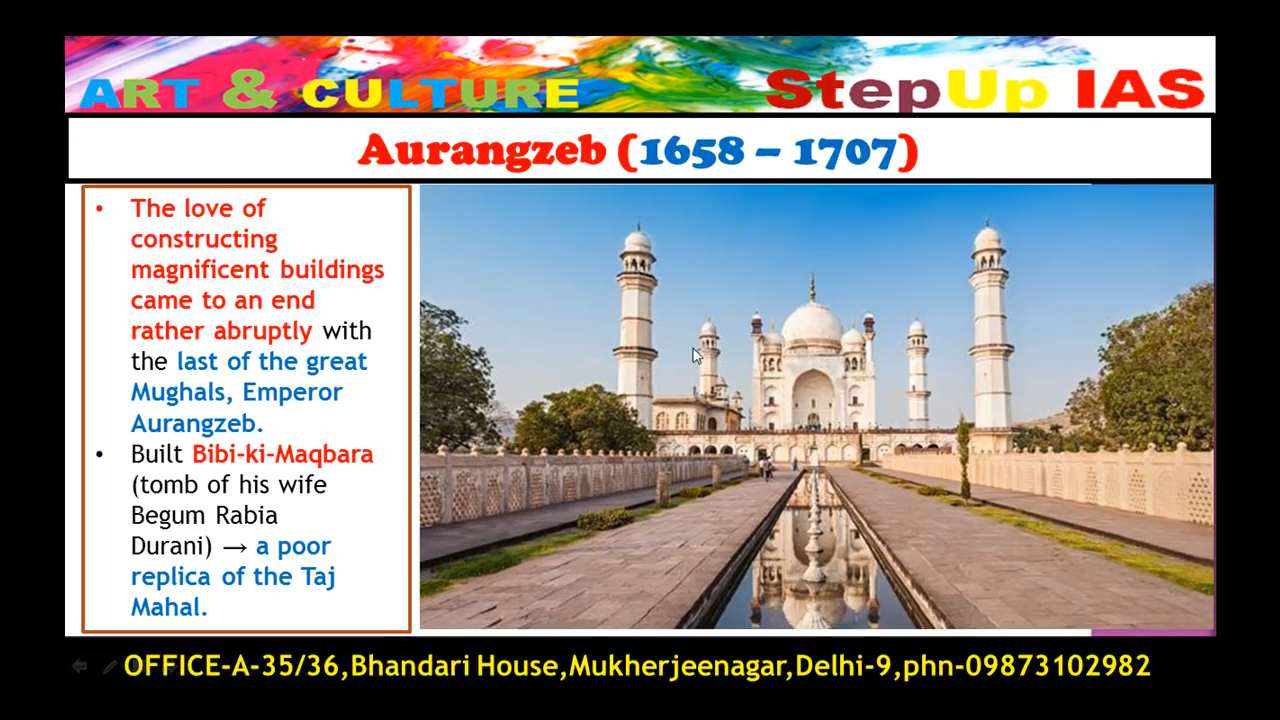 ART & CULTURE
StepUp IAS
Aurangzeb (1658 – 1707)
• The love of
constructing
magnificent buildings
came to an end
rather abruptly with
the last of the great
Mughals, Emperor
Aurangzeb.
• Built Bibi-ki-Maqbara
(tomb of his wife
Begum Rabia
Durani) → a poor
replica of the Taj
Mahal.
OFFICE-A-35/36,Bhandari House,Mukherjeenagar,Delhi-9,phn-09873102982